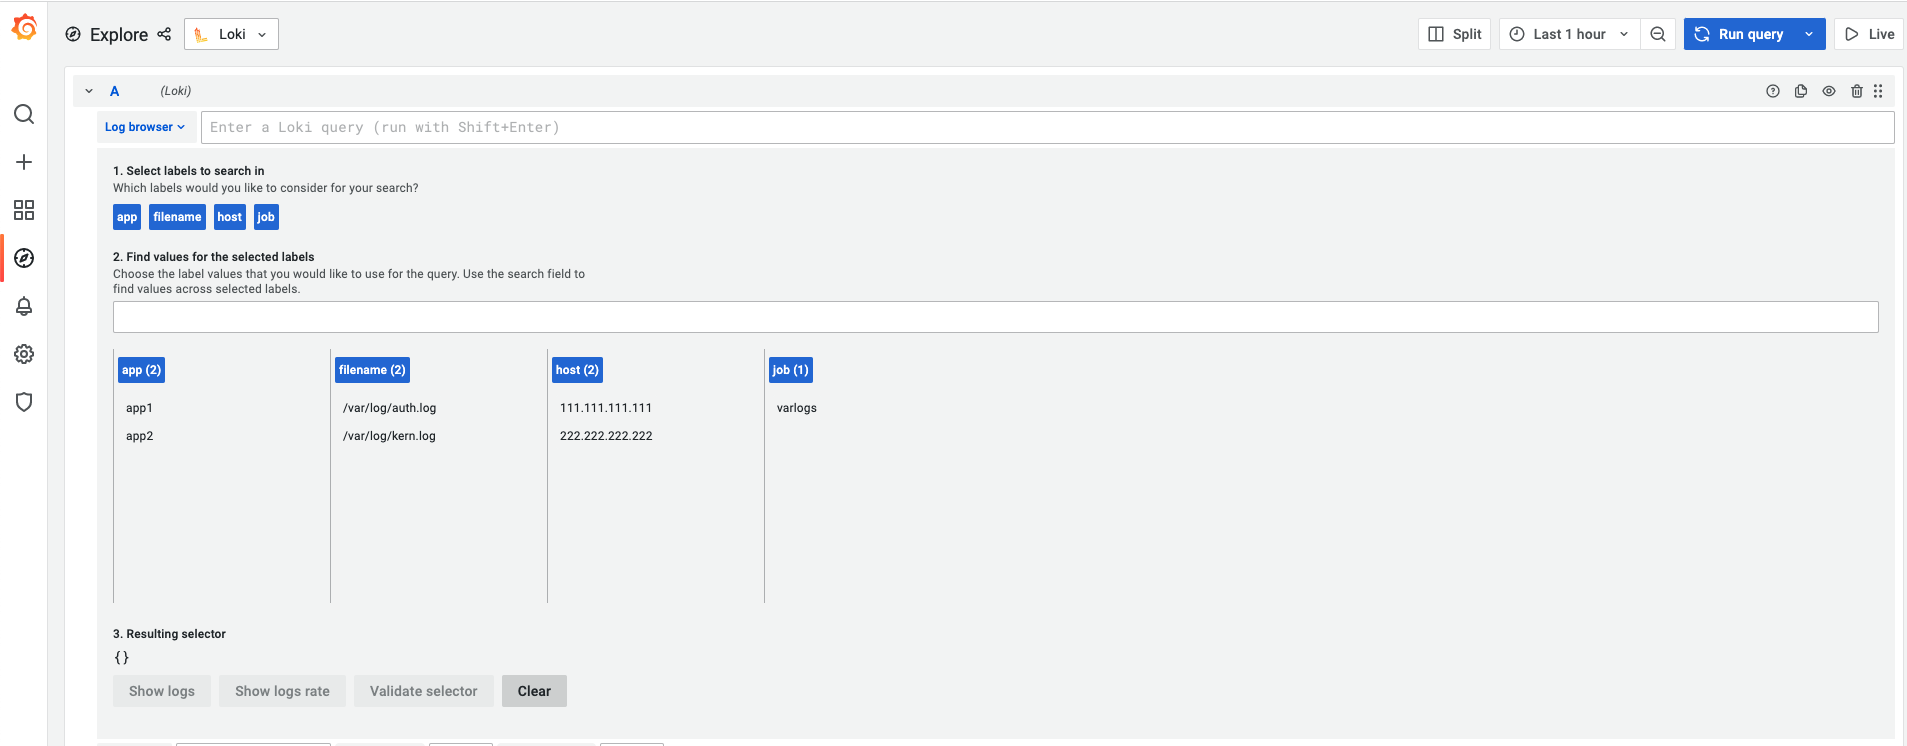 Explore
Loki
Split
Last 1 hour
Run query
Live
A
(Loki)
Log browser
Enter a Loki query (run with Shift+Enter)
1. Select labels to search in
Which labels would you like to consider for your search?
app filename host job
2. Find values for the selected labels
Choose the label values that you would like to use for the query. Use the search field to
find values across selected labels.
app (2) filename (2) host (2) job (1)
app1 /var/log/auth.log 111.111.111.111 varlogs
app2 /var/log/kern.log 222.222.222.222
3. Resulting selector
{}
Show logs Show logs rate Validate selector Clear